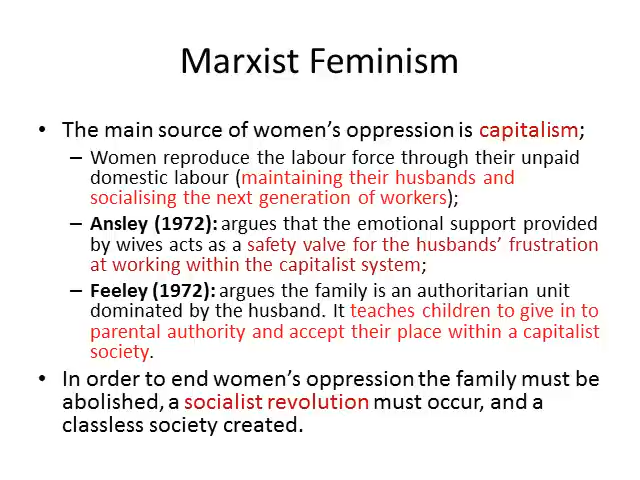 Marxist Feminism
• The main source of women’s oppression is capitalism;
– Women reproduce the labour force through their unpaid
domestic labour (maintaining their husbands and
socialising the next generation of workers);
– Ansley (1972): argues that the emotional support provided
by wives acts as a safety valve for the husbands’ frustration
at working within the capitalist system;
– Feeley (1972): argues the family is an authoritarian unit
dominated by the husband. It teaches children to give in to
parental authority and accept their place within a capitalist
society.
• In order to end women’s oppression the family must be
abolished, a socialist revolution must occur, and a
classless society created.